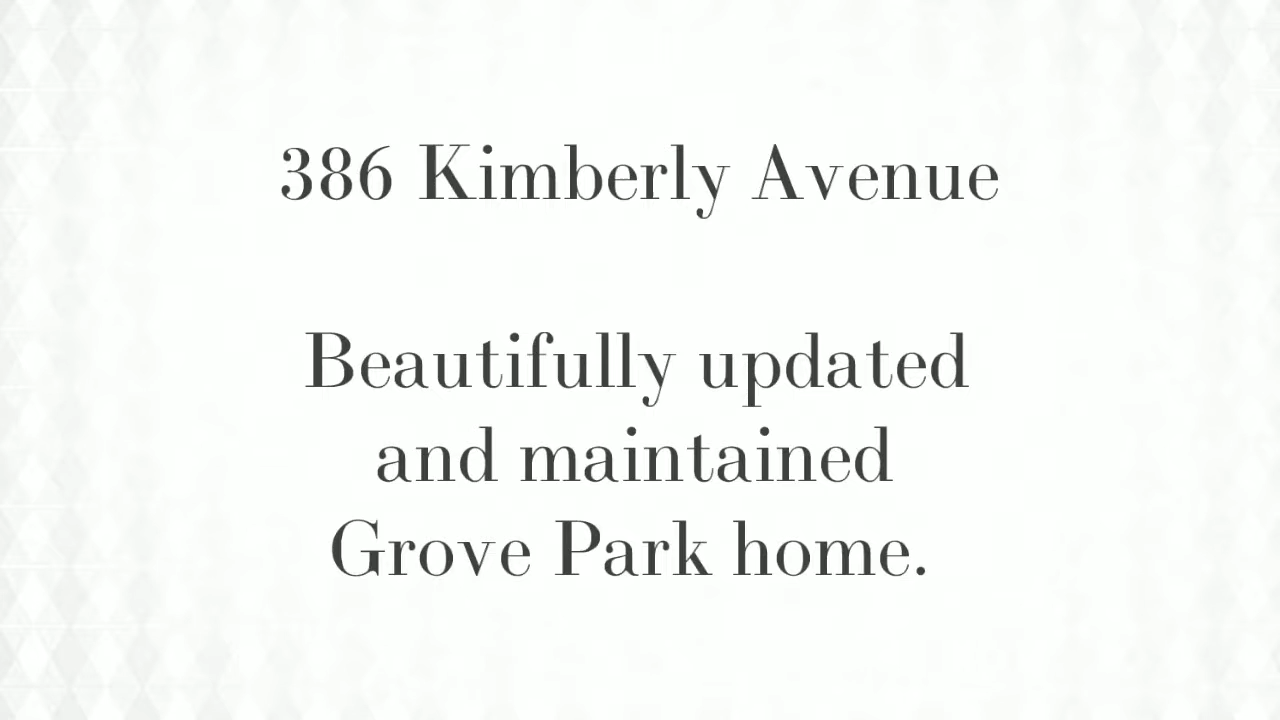 386 Kimberly Avenue
Beautifully updated
and maintained
Grove Park home.